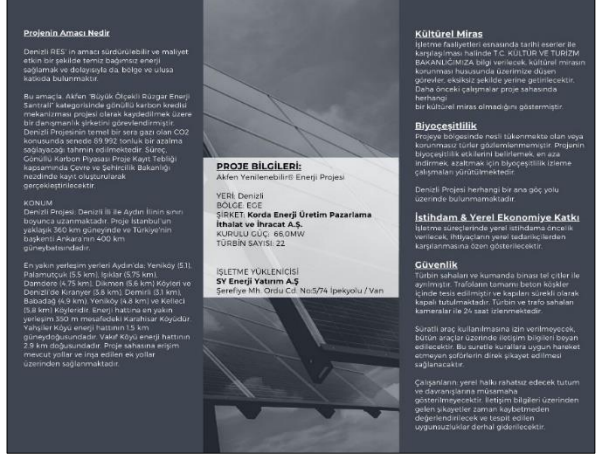 Projenin Amacı Nedir
Denizli RES' in amacı sürdürülebilir ve maliyet
etkin bir şekilde temiz bağımsız enerji
sağlamak ve dolayısıyla da, bölge ve ulusa
katkıda bulunmaktır.
Bu amaçla, Akfen "Büyük Ölçekli Rüzgar Enerji
Santrali" kategorisinde gönüllü karbon kredisi
mekanizması projesi olarak kaydedilmek üzere
bir danışmanlık şirketini görevlendirmiştir.
Denizli Projesinin temel bir sera gazı olan CO2
konusunda senede 89.992 tonluk bir azalma
sağlayacağı tahmin edilmektedir. Süreç,
Gönüllü Karbon Piyasası Proje Kayıt Tebliği
kapsamında Çevre ve Şehircilik Bakanlığı
nezdinde kayıt oluşturularak
gerçekleştirilecektir.
KONUM
Denizli Projesi: Denizli İli ile Aydın İlinin sınırı
boyunca uzanmaktadır. Proje İstanbul'un
yaklaşık 360 km güneyinde ve Türkiye'nin
başkenti Ankara'nın 400 km
güneybatısındadır.
En yakın yerleşim yerleri Aydın'da; Yeniköy (5,1),
Palamutçuk (5,5 km), Işıklar (5,75 km),
Damdere (4.75 km), Dikmen (5,6 km) Köyleri ve
Denizli'de Kıranyer (3,8 km), Demirli (3,1 km),
Babadağ (4,9 km), Yeniköy (4,8 km) ve Kelleci
(5,8 km) Köyleridir. Enerji hattına en yakın
yerleşim 350 m mesafedeki Karahisar Köyüdür.
Yahşiler Köyü enerji hattının 1.5 km
güneydoğusundadır. Vakıf Köyü enerji hattının
2.9 km doğusundadır. Proje sahasına erişim
mevcut yollar ve inşa edilen ek yollar
üzerinden sağlanmaktadır.
PROJE BİLGİLERİ:
Akfen Yenilenebilir Enerji Projesi
YERİ: Denizli
BÖLGE: EGE
ŞİRKET: Korda Enerji Üretim Pazarlama
İthalat ve İhracat A.Ş.
KURULU GÜÇ: 66.0MW
TÜRBİN SAYISI: 22
İŞLETME YÜKLENİCİSİ
SY Enerji Yatırım A.Ş
Şerefiye Mh. Ordu Cd. No:5/74 İpekyolu / Van
Kültürel Miras
İşletme faaliyetleri esnasında tarihi eserler ile
karşılaşması halinde T.C. KÜLTÜR VE TURİZM
BAKANLIĞIMIZA bilgi verilecek, kültürel mirasın
korunması hususunda üzerimize düşen
görevler, eksiksiz şekilde yerine getirilecektir.
Daha önceki çalışmalar proje sahasında
herhangi
bir kültürel miras olmadığını göstermiştir.
Biyoçeşitlilik
Projeye bölgesinde nesli tükenmekte olan veya
korunmasız türler gözlemlenmemiştir. Projenin
biyoçeşitlilik etkilerini belirlemek, en aza
indirmek, azaltmak için biyoçeşitlilik izleme
çalışmaları yürütülmektedir.
Denizli Projesi herhangi bir ana göç yolu
üzerinde bulunmamaktadır.
İstihdam & Yerel Ekonomiye Katkı
İşletme süreçlerinde yerel istihdama öncelik
verilecek, ihtiyaçların yerel tedarikçilerden
karşılanmasına özen gösterilecektir.
Güvenlik
Türbin sahaları ve kumanda binası tel çitler ile
ayrılmıştır. Trafoların tamamı beton köşkler
içinde tesis edilmiştir ve kapıları sürekli olarak
kapalı tutulmaktadır. Türbin ve trafo sahaları
kameralar ile 24 saat izlenmektedir.
Süratli araç kullanılmasına izin verilmeyecek,
bütün araçlar üzerinde iletişim bilgileri beyan
edilecektir. Bu suretle kurallara uygun hareket
etmeyen şoförlerin direk şikayet edilmesi
sağlanacaktır.
Çalışanların; yerel halkı rahatsız edecek tutum
ve davranışlarına müsamaha
gösterilmeyecektir. İletişim bilgileri üzerinden
gelen şikayetler zaman kaybetmeden
değerlendirilecek ve tespit edilen
uygunsuzluklar derhal giderilecektir.